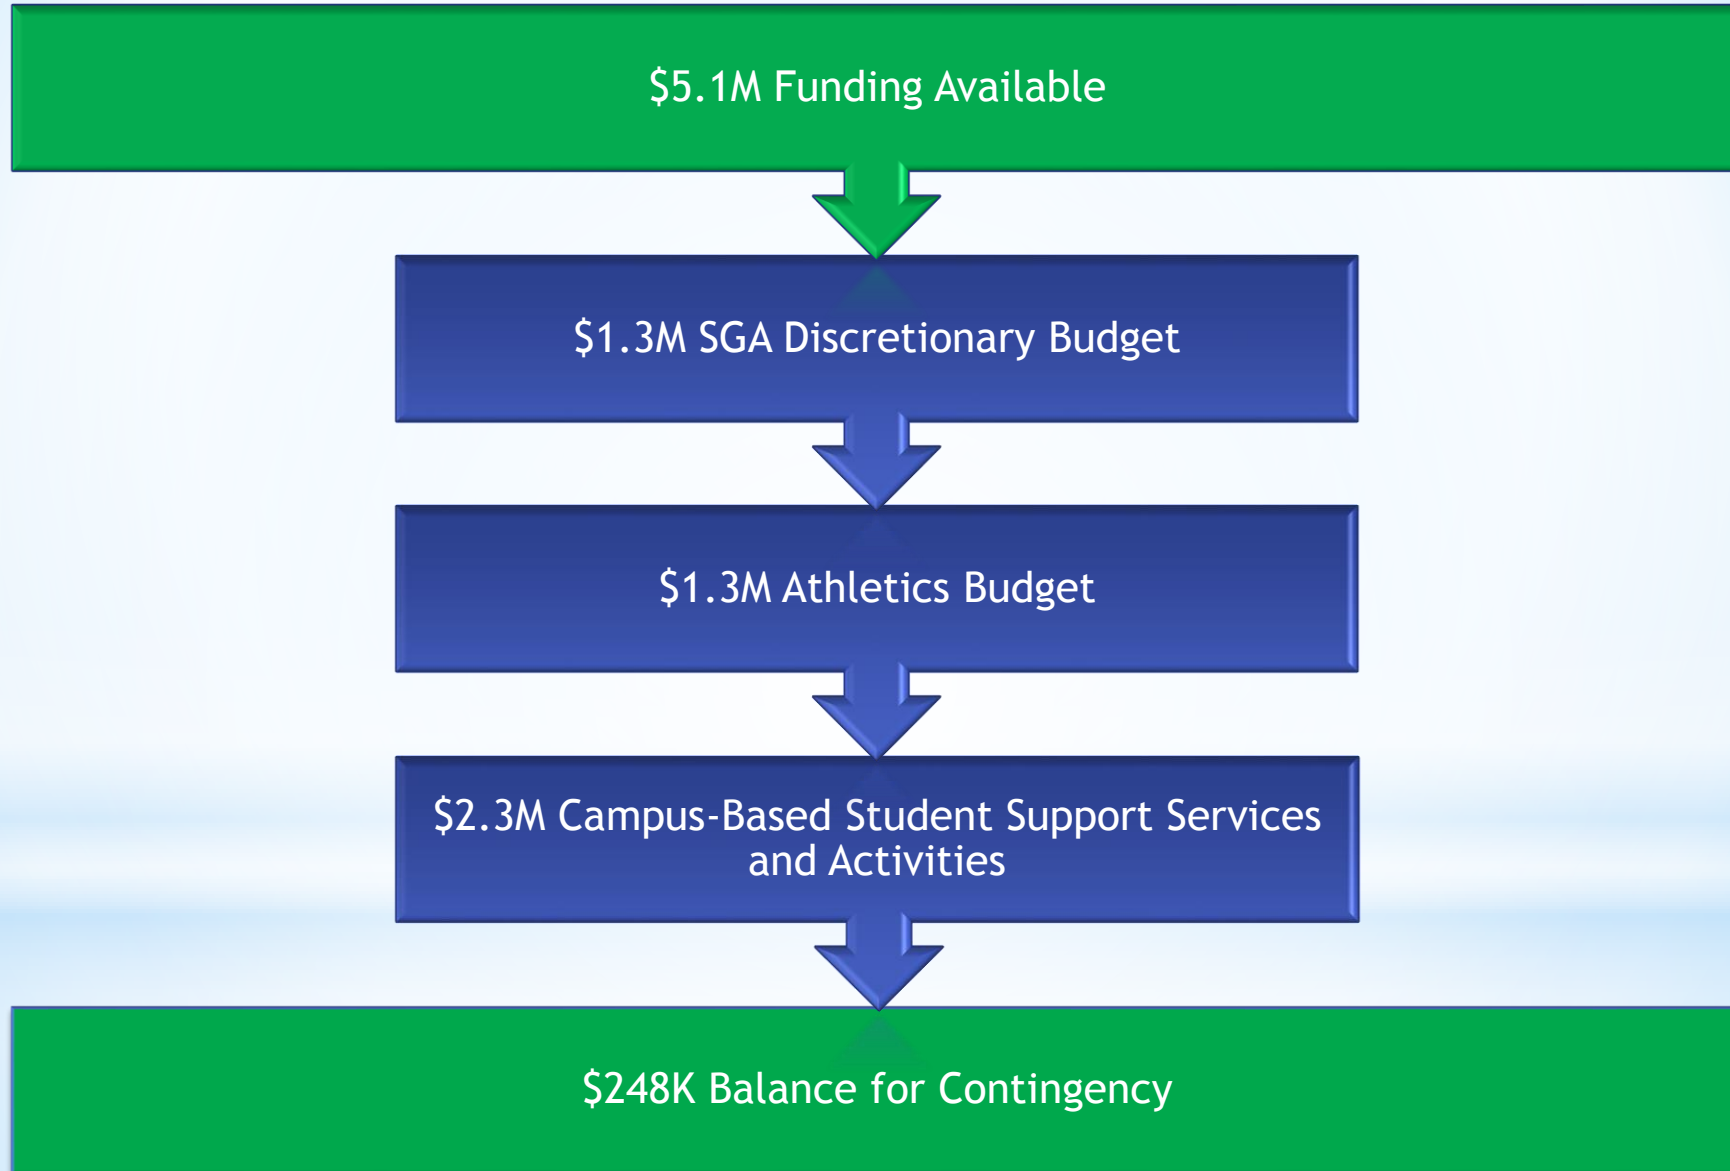 $5.1M Funding Available
$1.3M SGA Discretionary Budget
$1.3M Athletics Budget
$2.3M Campus-Based Student Support Services
and Activities
$248K Balance for Contingency